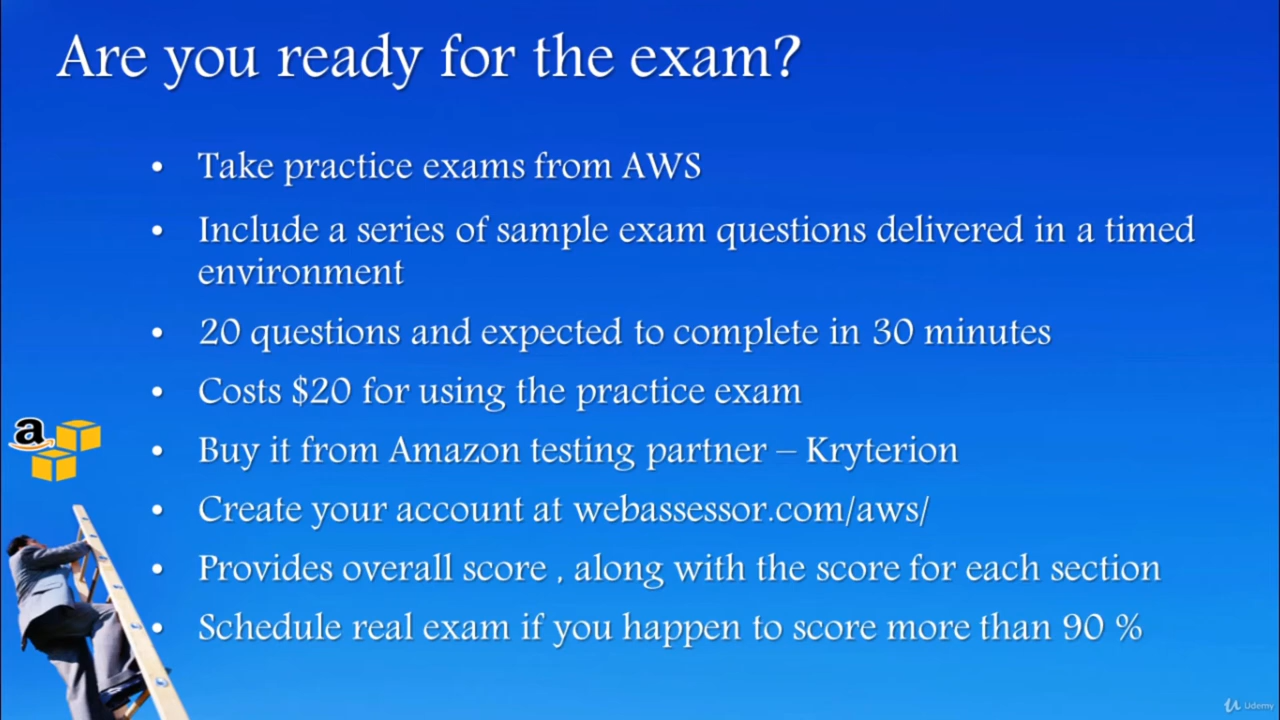 Are you ready for the exam?
• Take practice exams from AWS
• Include a series of sample exam questions delivered in a timed
environment
• 20 questions and expected to complete in 30 minutes
• Costs $20 for using the practice exam
• Buy it from Amazon testing partner – Kryterion
• Create your account at webassessor.com/aws/
• Provides overall score , along with the score for each section
• Schedule real exam if you happen to score more than 90 %
a
Udemy